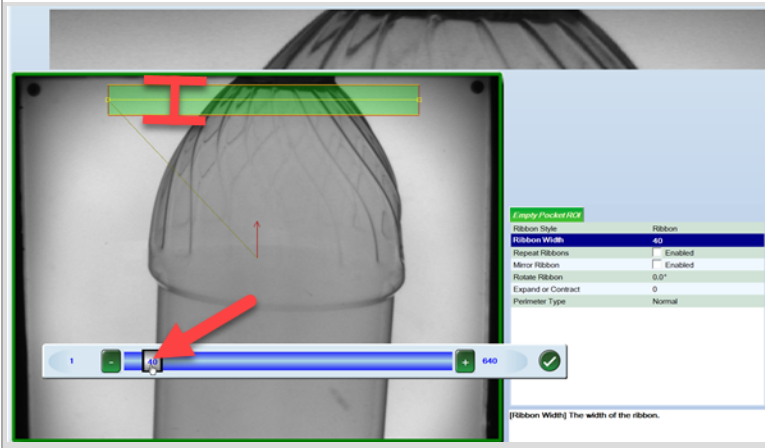 Empty Pocket ROI
Ribbon Style Ribbon
Ribbon Width 40
Repeat Ribbons Enabled
Mirror Ribbon Enabled
Rotate Ribbon 0.0°
Expand or Contract 0
Perimeter Type Normal
1 - 40 + 640
[Ribbon Width] The width of the ribbon.